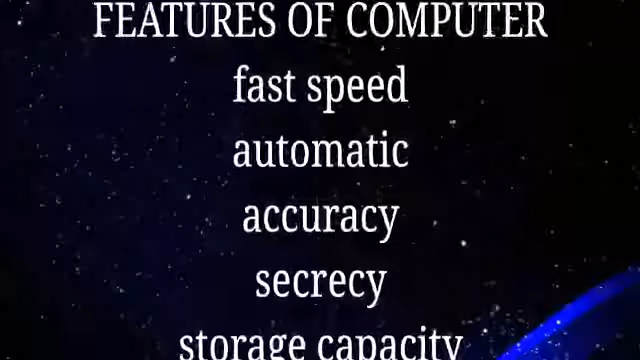 FEATURES OF COMPUTER
fast speed
automatic
accuracy
secrecy
storage capacity